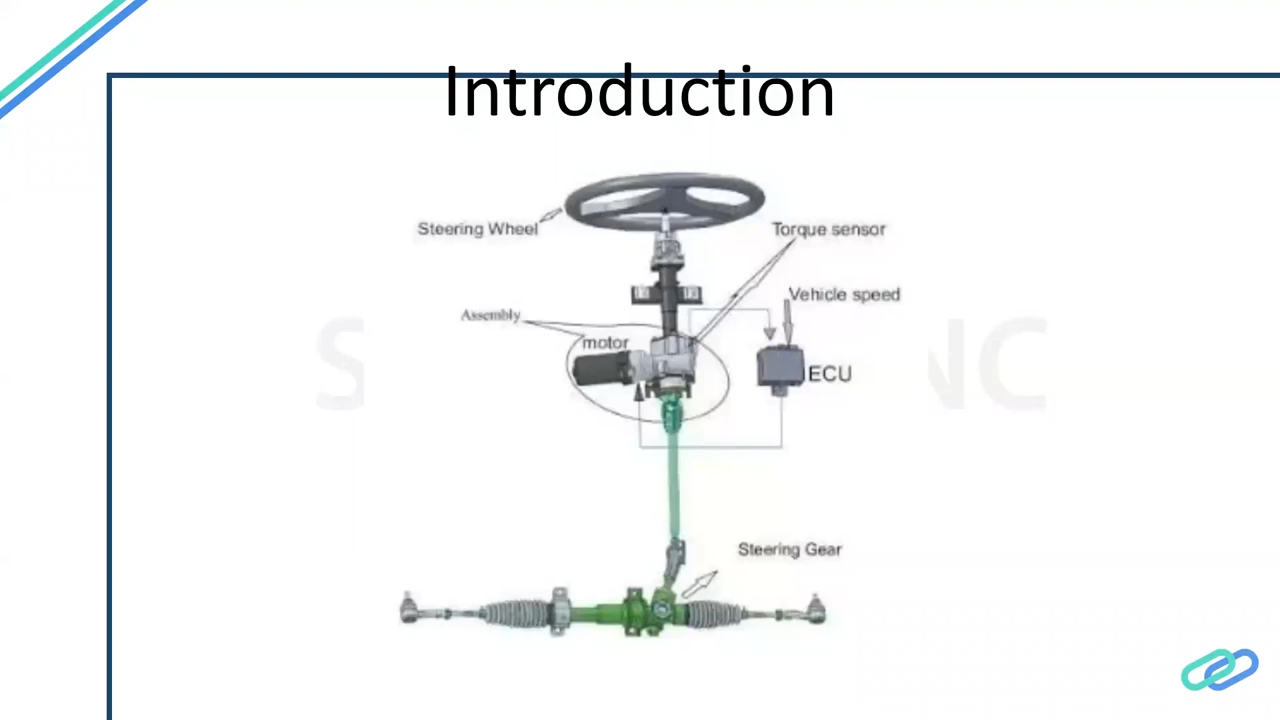 Introduction
Steering Wheel
Torque sensor
Vehicle speed
Assembly
motor
ECU
Steering Gear